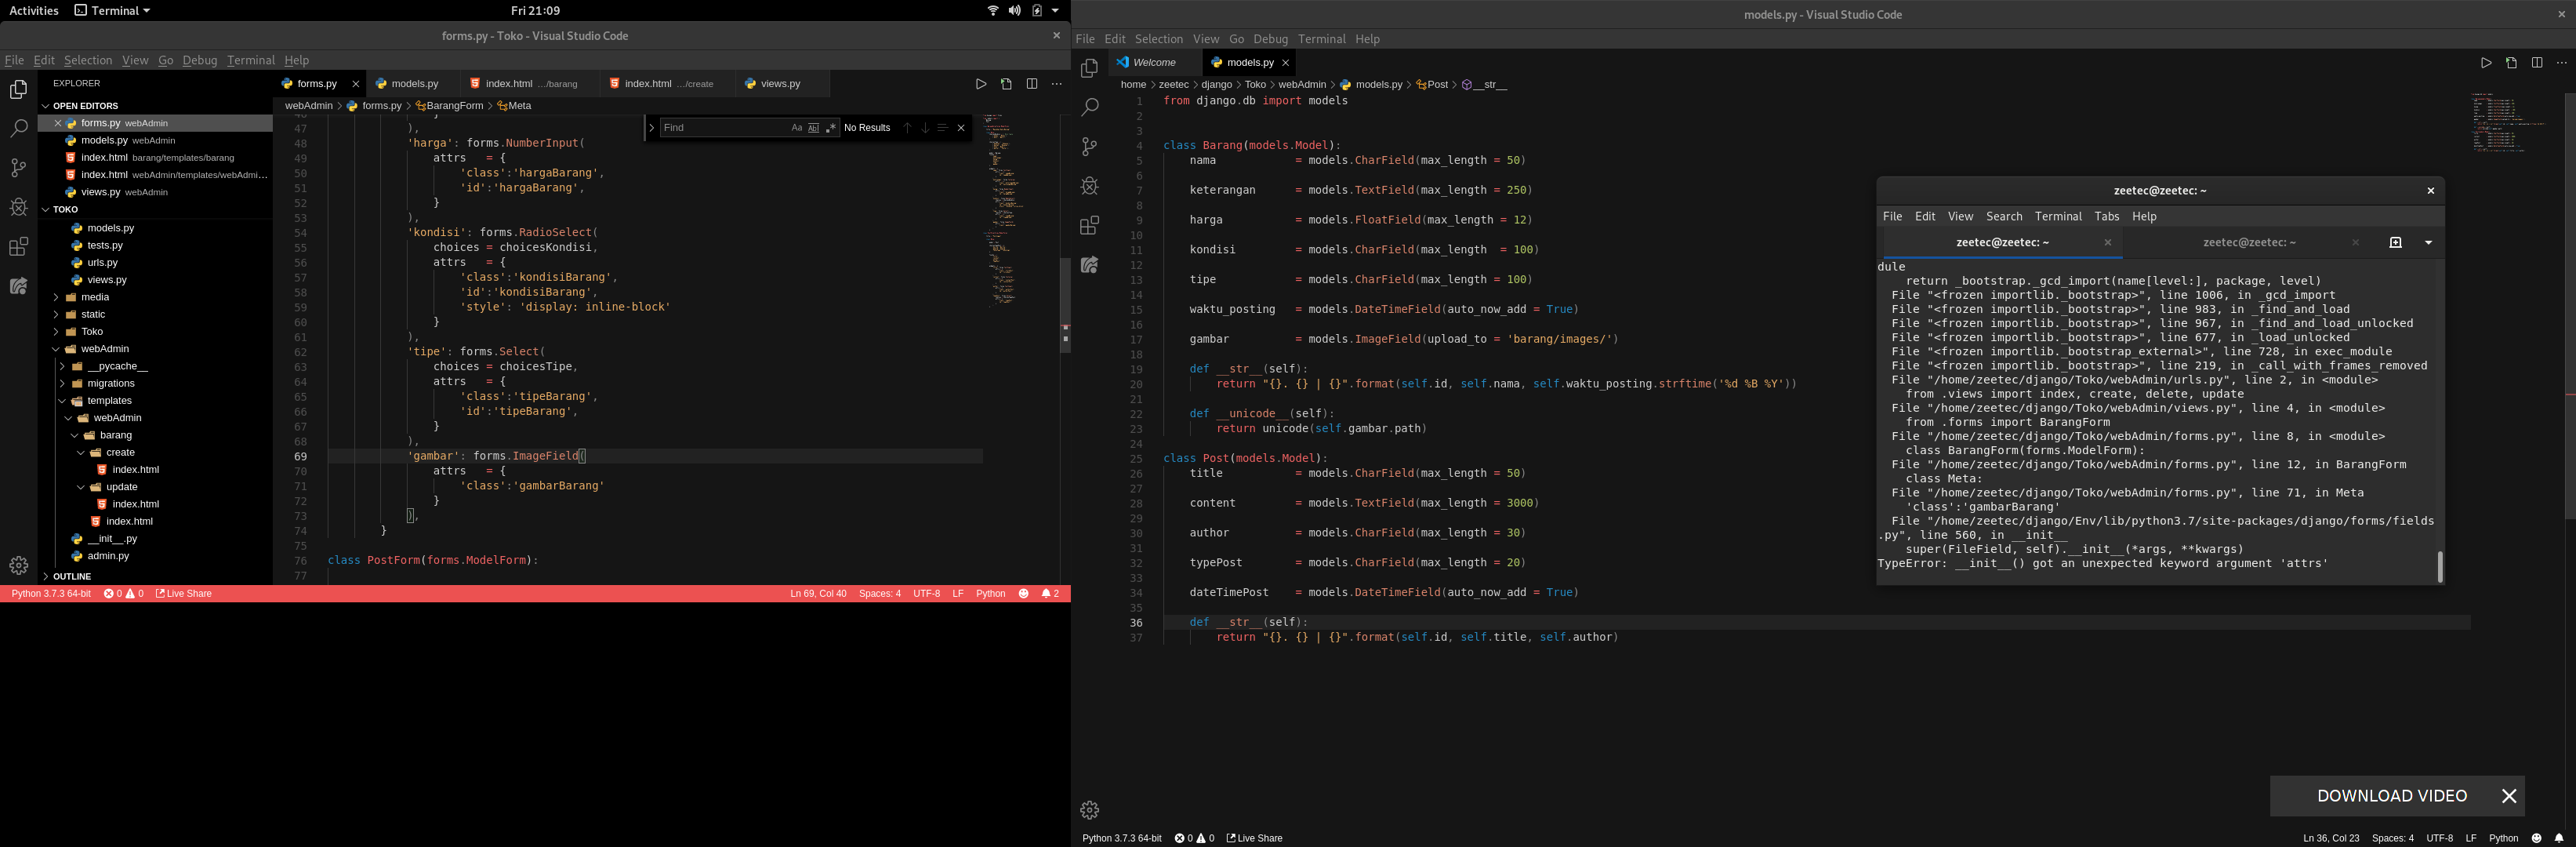 Activities Terminal Fri 21:09
forms.py - Toko - Visual Studio Code
File Edit Selection View Go Debug Terminal Help
EXPLORER
OPEN EDITORS
forms.py webAdmin
models.py webAdmin
index.html barang/templates/barang
index.html webAdmin/templates/webAdmi...
views.py webAdmin
TOKO
models.py
tests.py
urls.py
views.py
media
static
Toko
webAdmin
__pycache__
migrations
templates
webAdmin
barang
create
index.html
update
index.html
index.html
__init__.py
admin.py
OUTLINE
forms.py models.py index.html .../barang index.html .../create views.py
webAdmin > forms.py > BarangForm > Meta
Find Aa Abl .* No Results
46 }
47 ),
48 'harga': forms.NumberInput(
49 attrs = {
50 'class':'hargaBarang',
51 'id':'hargaBarang',
52 }
53 ),
54 'kondisi': forms.RadioSelect(
55 choices = choicesKondisi,
56 attrs = {
57 'class':'kondisiBarang',
58 'id':'kondisiBarang',
59 'style': 'display: inline-block'
60 }
61 ),
62 'tipe': forms.Select(
63 choices = choicesTipe,
64 attrs = {
65 'class':'tipeBarang',
66 'id':'tipeBarang',
67 }
68 ),
69 'gambar': forms.ImageField(
70 attrs = {
71 'class':'gambarBarang'
72 }
73 ),
74 }
75
76 class PostForm(forms.ModelForm):
77
Python 3.7.3 64-bit 0 0 Live Share Ln 69, Col 40 Spaces: 4 UTF-8 LF Python 2
models.py - Visual Studio Code
File Edit Selection View Go Debug Terminal Help
Welcome models.py
home > zeetec > django > Toko > webAdmin > models.py > Post > __str__
1 from django.db import models
2
3
4 class Barang(models.Model):
5 nama = models.CharField(max_length = 50)
6
7 keterangan = models.TextField(max_length = 250)
8
9 harga = models.FloatField(max_length = 12)
10
11 kondisi = models.CharField(max_length = 100)
12
13 tipe = models.CharField(max_length = 100)
14
15 waktu_posting = models.DateTimeField(auto_now_add = True)
16
17 gambar = models.ImageField(upload_to = 'barang/images/')
18
19 def __str__(self):
20 return "{}. {} | {}".format(self.id, self.nama, self.waktu_posting.strftime('%d %B %Y'))
21
22 def __unicode__(self):
23 return unicode(self.gambar.path)
24
25 class Post(models.Model):
26 title = models.CharField(max_length = 50)
27
28 content = models.TextField(max_length = 3000)
29
30 author = models.CharField(max_length = 30)
31
32 typePost = models.CharField(max_length = 20)
33
34 dateTimePost = models.DateTimeField(auto_now_add = True)
35
36 def __str__(self):
37 return "{}. {} | {}".format(self.id, self.title, self.author)
zeetec@zeetec: ~
File Edit View Search Terminal Tabs Help
zeetec@zeetec: ~ zeetec@zeetec: ~
dule
return _bootstrap._gcd_import(name[level:], package, level)
File "<frozen importlib._bootstrap>", line 1006, in _gcd_import
File "<frozen importlib._bootstrap>", line 983, in _find_and_load
File "<frozen importlib._bootstrap>", line 967, in _find_and_load_unlocked
File "<frozen importlib._bootstrap>", line 677, in _load_unlocked
File "<frozen importlib._bootstrap_external>", line 728, in exec_module
File "<frozen importlib._bootstrap>", line 219, in _call_with_frames_removed
File "/home/zeetec/django/Toko/webAdmin/urls.py", line 2, in <module>
from .views import index, create, delete, update
File "/home/zeetec/django/Toko/webAdmin/views.py", line 4, in <module>
from .forms import BarangForm
File "/home/zeetec/django/Toko/webAdmin/forms.py", line 8, in <module>
class BarangForm(forms.ModelForm):
File "/home/zeetec/django/Toko/webAdmin/forms.py", line 12, in BarangForm
class Meta:
File "/home/zeetec/django/Toko/webAdmin/forms.py", line 71, in Meta
'class':'gambarBarang'
File "/home/zeetec/django/Env/lib/python3.7/site-packages/django/forms/fields
.py", line 560, in __init__
super(FileField, self).__init__(*args, **kwargs)
TypeError: __init__() got an unexpected keyword argument 'attrs'
DOWNLOAD VIDEO
Python 3.7.3 64-bit 0 0 Live Share Ln 36, Col 23 Spaces: 4 UTF-8 LF Python